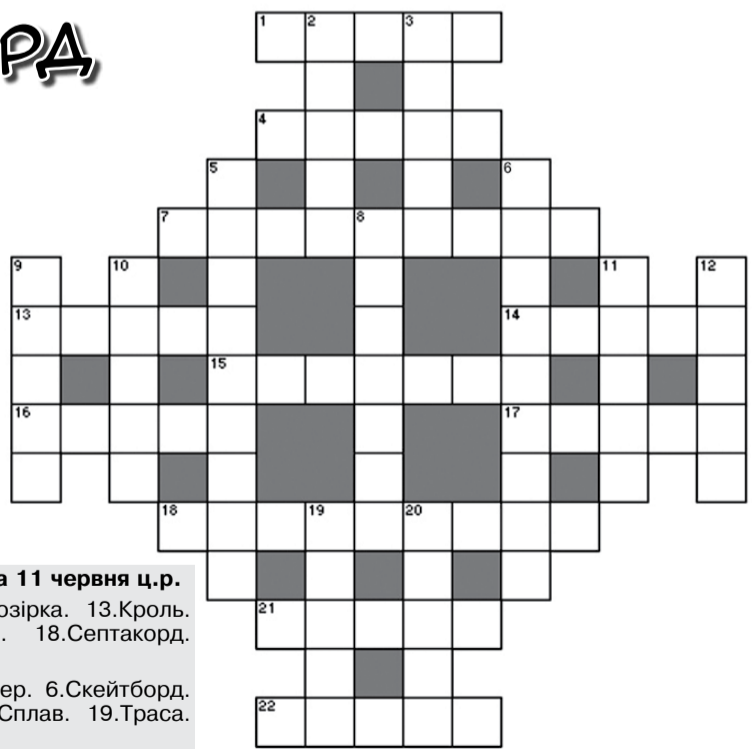 РД
1 2 3
4
5 6
7 8
9 10 11 12
13 14
15
16 17
18 19 20
21
22
а 11 червня ц.р.
озірка. 13.Кроль.
. 18.Септакорд.
ер. 6.Скейтборд.
Сплав. 19.Траса.